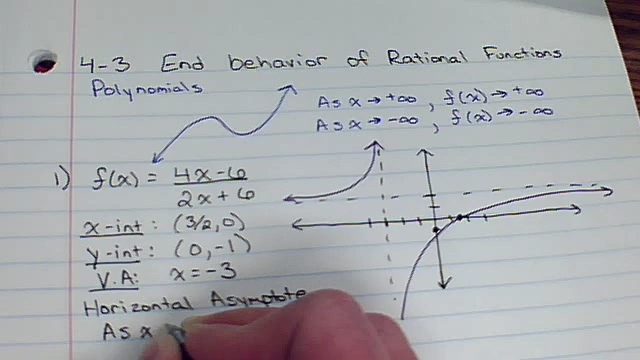 4-3 End behavior of Rational Functions
Polynomials
As x → +∞, f(x) → +∞
As x → -∞, f(x) → -∞
1) f(x) = 4x-6
2x+6
x-int: (3/2, 0)
y-int: (0, -1)
V.A: x = -3
Horizontal Asymptote
As x